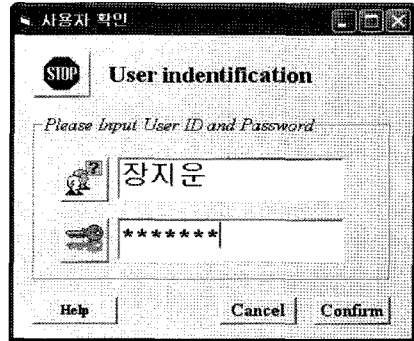 사용자 확인
STOP
User indentification
Please Input User ID and Password
?
장지운
*******
Help
Cancel
Confirm